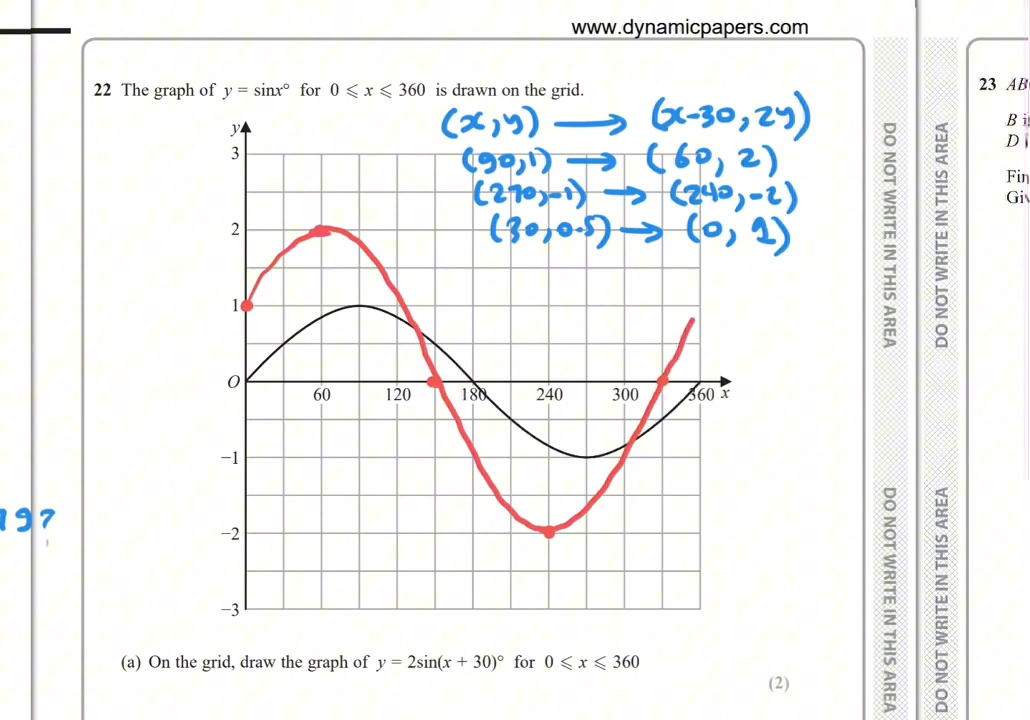 www.dynamicpapers.com
22 The graph of y = sinx° for 0 ⩽ x ⩽ 360 is drawn on the grid.
(x,y) → (x-30, 2y)
(90,1) → (60, 2)
(270,-1) → (240,-2)
(30,0.5) → (0, 1)
y
3
2
1
O
60 120 180 240 300 360 x
−1
−2
−3
(a) On the grid, draw the graph of y = 2sin(x + 30)° for 0 ⩽ x ⩽ 360
(2)
197
DO NOT WRITE IN THIS AREA
DO NOT WRITE IN THIS AREA
DO NOT WRITE IN THIS AREA
DO NOT WRITE IN THIS AREA
23 AB
B i
D
Fin
Giv